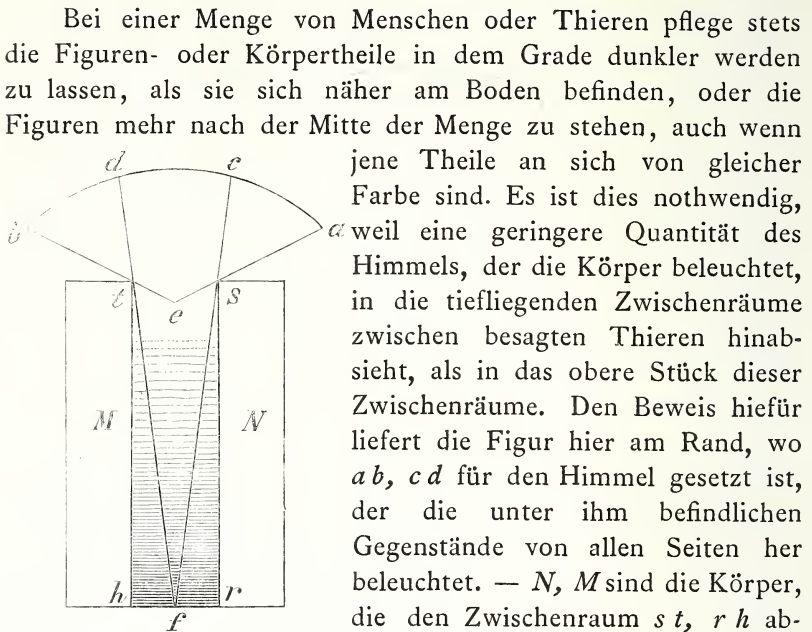 Bei einer Menge von Menschen oder Thieren pflege stets
die Figuren- oder Körpertheile in dem Grade dunkler werden
zu lassen, als sie sich näher am Boden befinden, oder die
Figuren mehr nach der Mitte der Menge zu stehen, auch wenn
jene Theile an sich von gleicher
Farbe sind. Es ist dies nothwendig,
weil eine geringere Quantität des
Himmels, der die Körper beleuchtet,
in die tiefliegenden Zwischenräume
zwischen besagten Thieren hinab-
sieht, als in das obere Stück dieser
Zwischenräume. Den Beweis hiefür
liefert die Figur hier am Rand, wo
a b, c d für den Himmel gesetzt ist,
der die unter ihm befindlichen
Gegenstände von allen Seiten her
beleuchtet. — N, M sind die Körper,
die den Zwischenraum s t, r h ab-
d c
b a
t e s
M N
h r
f